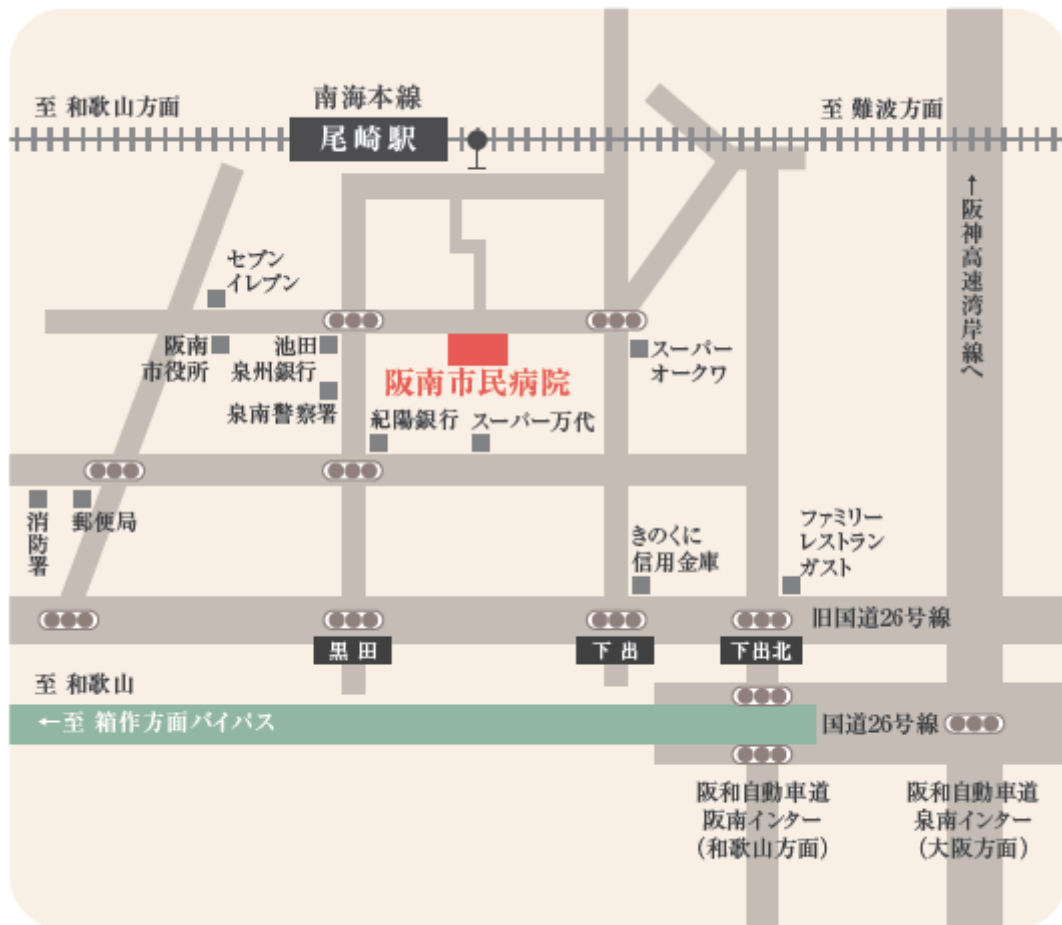 南海本線
至 和歌山方面
尾崎駅
至 難波方面
←阪神高速湾岸線へ
セブン
イレブン
阪南
市役所
池田
泉州銀行
泉南警察署
阪南市民病院
スーパー
オークワ
紀陽銀行
スーパー万代
消防署
郵便局
きのくに
信用金庫
ファミリー
レストラン
ガスト
旧国道26号線
黒田
下出
下出北
至 和歌山
←至 箱作方面バイパス
国道26号線
阪和自動車道
阪南インター
(和歌山方面)
阪和自動車道
泉南インター
(大阪方面)